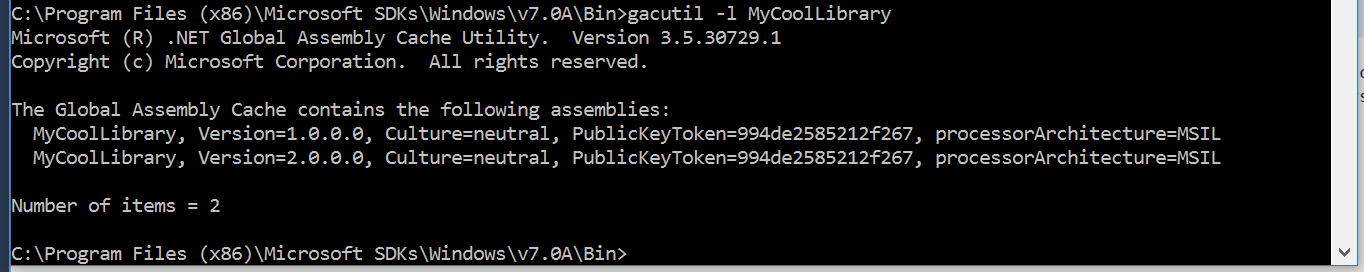 C:\Program Files (x86)\Microsoft SDKs\Windows\v7.0A\Bin>gacutil -l MyCoolLibrary
Microsoft (R) .NET Global Assembly Cache Utility.  Version 3.5.30729.1
Copyright (c) Microsoft Corporation.  All rights reserved.
The Global Assembly Cache contains the following assemblies:
  MyCoolLibrary, Version=1.0.0.0, Culture=neutral, PublicKeyToken=994de2585212f267, processorArchitecture=MSIL
  MyCoolLibrary, Version=2.0.0.0, Culture=neutral, PublicKeyToken=994de2585212f267, processorArchitecture=MSIL
Number of items = 2
C:\Program Files (x86)\Microsoft SDKs\Windows\v7.0A\Bin>